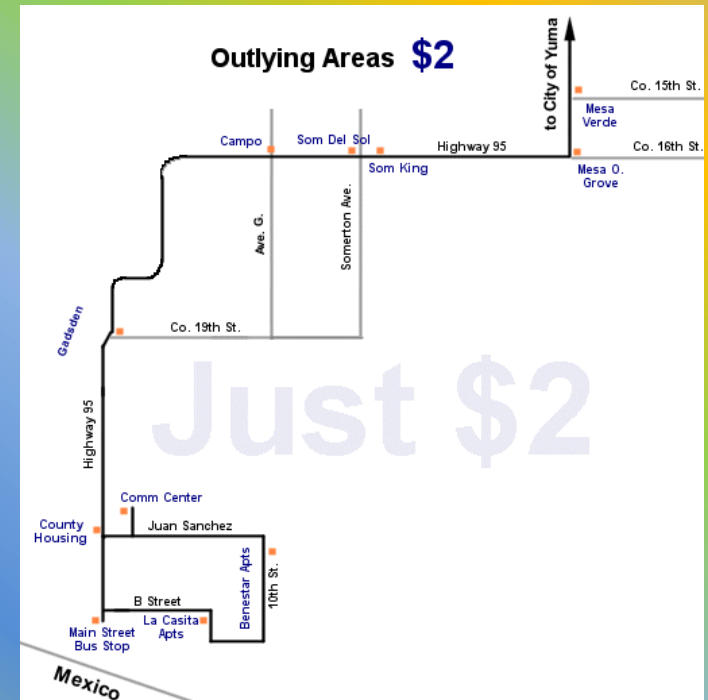 Outlying Areas $2
to City of Yuma
Co. 15th St.
Mesa
Verde
Campo
Som Del Sol
Highway 95
Co. 16th St.
Som King
Mesa O.
Grove
Ave. G.
Somerton Ave.
Gadsden
Co. 19th St.
Just $2
Highway 95
Comm Center
County
Housing
Juan Sanchez
Benestar Apts
10th St.
B Street
La Casita
Apts
Main Street
Bus Stop
Mexico